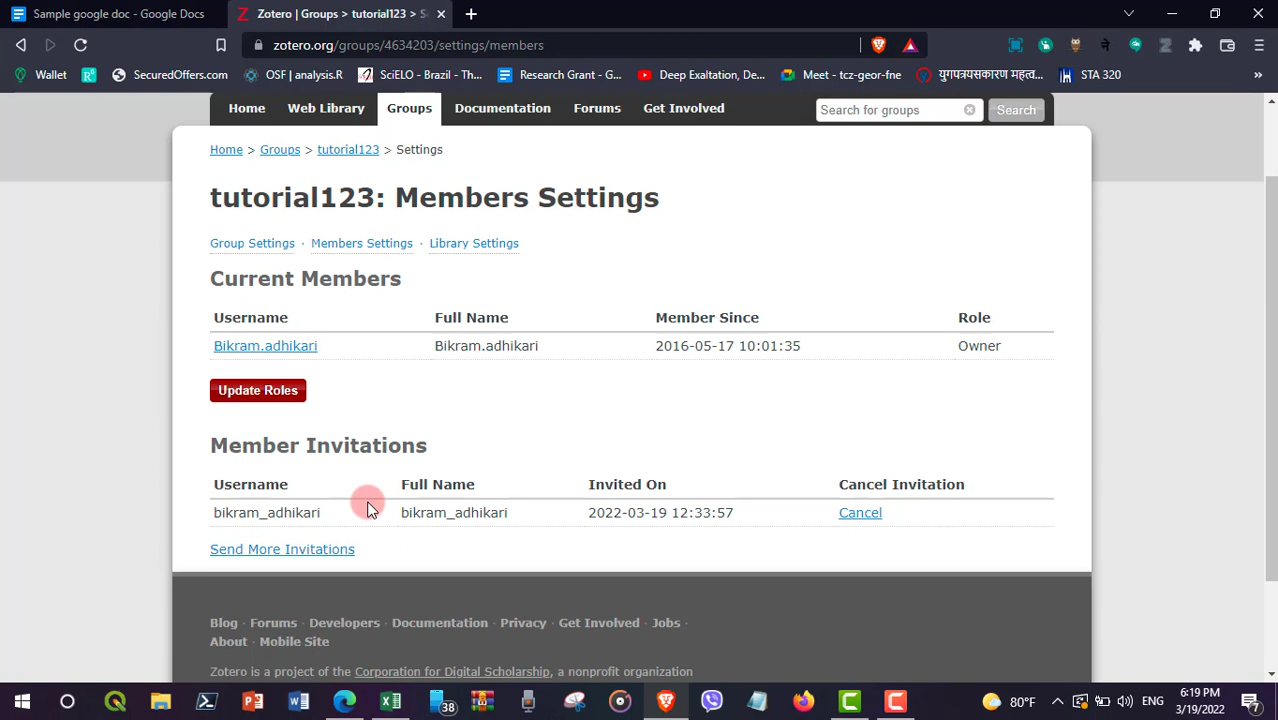 Sample google doc - Google Docs
Zotero | Groups > tutorial123 >
zotero.org/groups/4634203/settings/members
Wallet
SecuredOffers.com
OSF | analysis.R
SciELO - Brazil - Th...
Research Grant - G...
Deep Exaltation, De...
Meet - tcz-geor-fne
युगपत्रयसकारण महत्व...
STA 320
»
Home
Web Library
Groups
Documentation
Forums
Get Involved
Search for groups
Search
Home > Groups > tutorial123 > Settings
tutorial123: Members Settings
Group Settings · Members Settings · Library Settings
Current Members
Username Full Name Member Since Role
Bikram.adhikari Bikram.adhikari 2016-05-17 10:01:35 Owner
Update Roles
Member Invitations
Username Full Name Invited On Cancel Invitation
bikram_adhikari bikram_adhikari 2022-03-19 12:33:57 Cancel
Send More Invitations
Blog · Forums · Developers · Documentation · Privacy · Get Involved · Jobs ·
About · Mobile Site
Zotero is a project of the Corporation for Digital Scholarship, a nonprofit organization
38
80°F
ENG
6:19 PM
3/19/2022
7